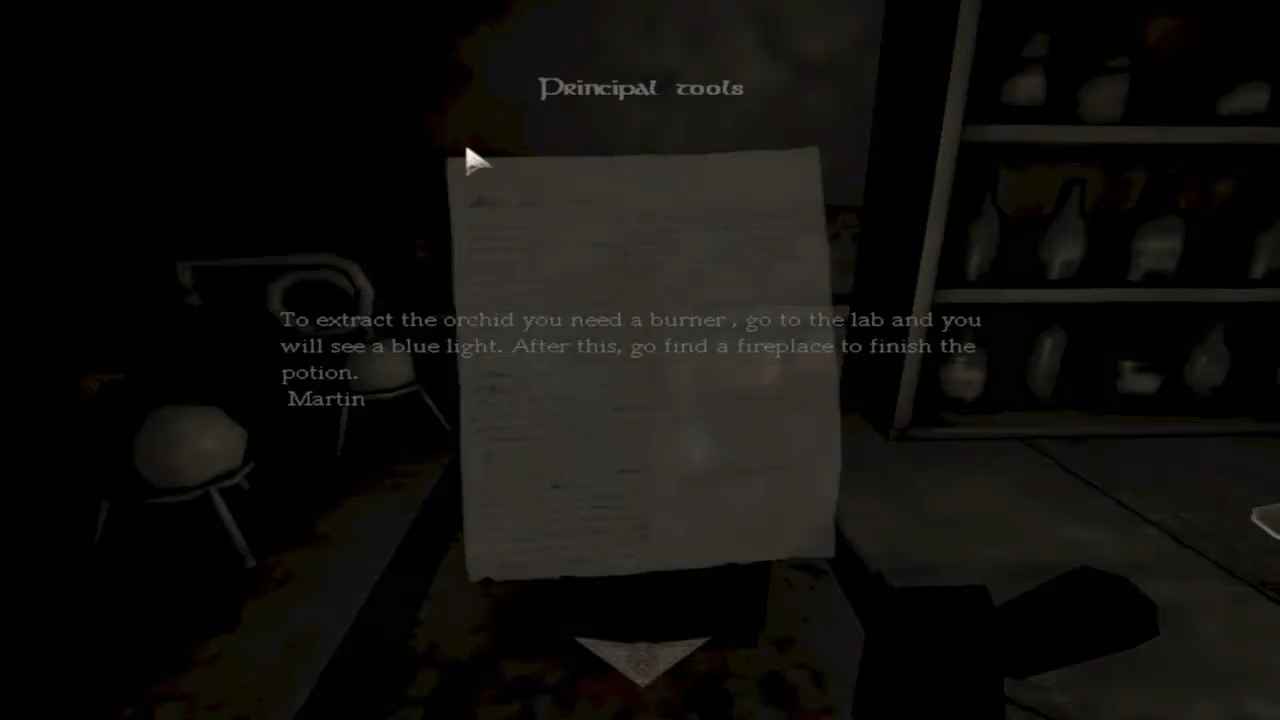 Principal tools
To extract the orchid you need a burner , go to the lab and you
will see a blue light. After this, go find a fireplace to finish the
potion.
Martin